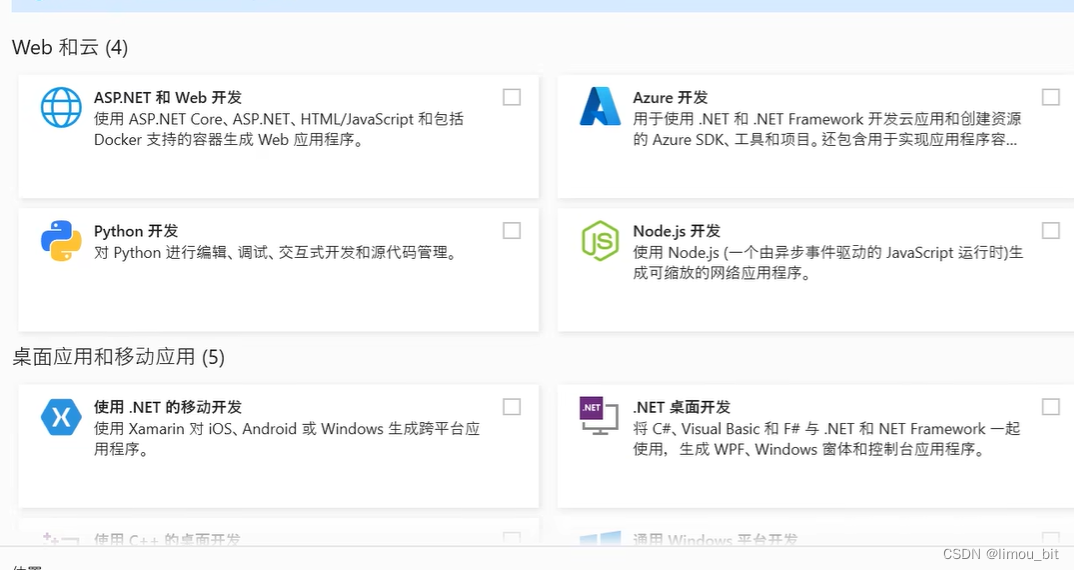 Web 和云 (4)
ASP.NET 和 Web 开发
使用 ASP.NET Core、ASP.NET、HTML/JavaScript 和包括
Docker 支持的容器生成 Web 应用程序。
Azure 开发
用于使用 .NET 和 .NET Framework 开发云应用和创建资源
的 Azure SDK、工具和项目。还包含用于实现应用程序容...
Python 开发
对 Python 进行编辑、调试、交互式开发和源代码管理。
Node.js 开发
使用 Node.js (一个由异步事件驱动的 JavaScript 运行时)生
成可缩放的网络应用程序。
桌面应用和移动应用 (5)
使用 .NET 的移动开发
使用 Xamarin 对 iOS、Android 或 Windows 生成跨平台应
用程序。
.NET
.NET 桌面开发
将 C#、Visual Basic 和 F# 与 .NET 和 NET Framework 一起
使用，生成 WPF、Windows 窗体和控制台应用程序。
使用 C++ 的桌面开发
通用 Windows 平台开发
CSDN @limou_bit